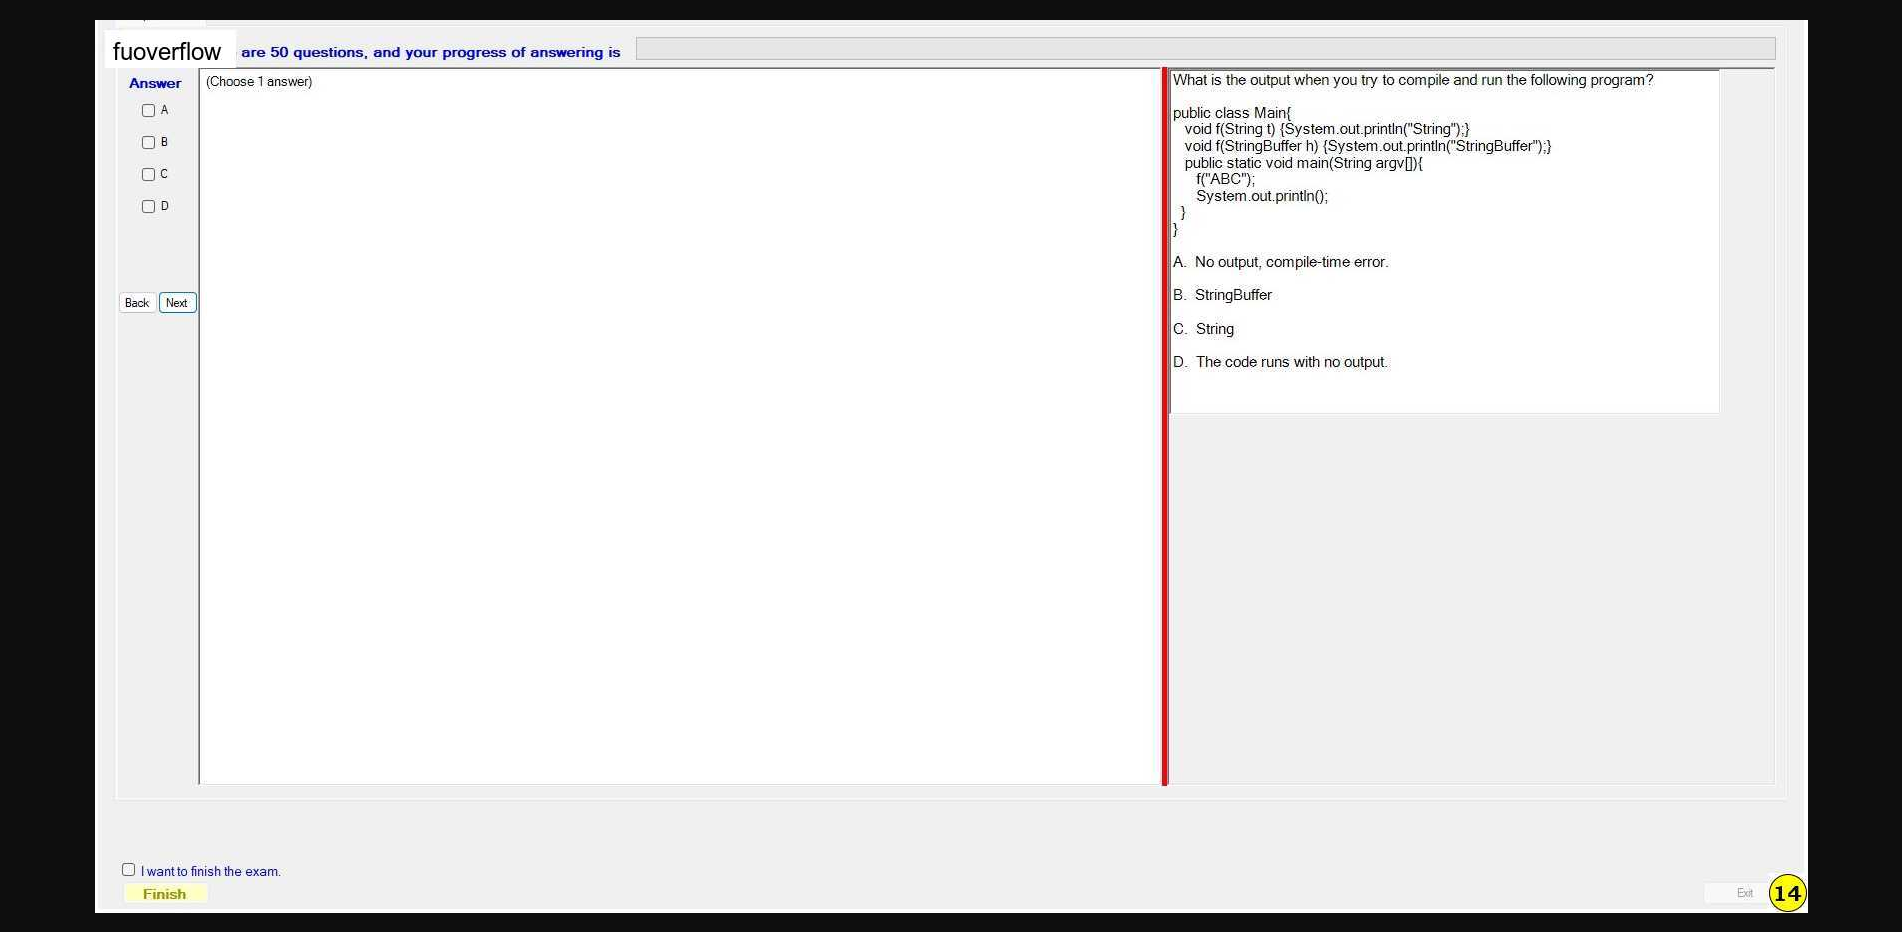 fuoverflow are 50 questions, and your progress of answering is
Answer
(Choose 1 answer)
A
B
C
D
Back Next
What is the output when you try to compile and run the following program?
public class Main{
void f(String t) {System.out.println("String");}
void f(StringBuffer h) {System.out.println("StringBuffer");}
public static void main(String argv[]){
f("ABC");
System.out.println();
}
}
A. No output, compile-time error.
B. StringBuffer
C. String
D. The code runs with no output.
I want to finish the exam.
Finish
Exit
14